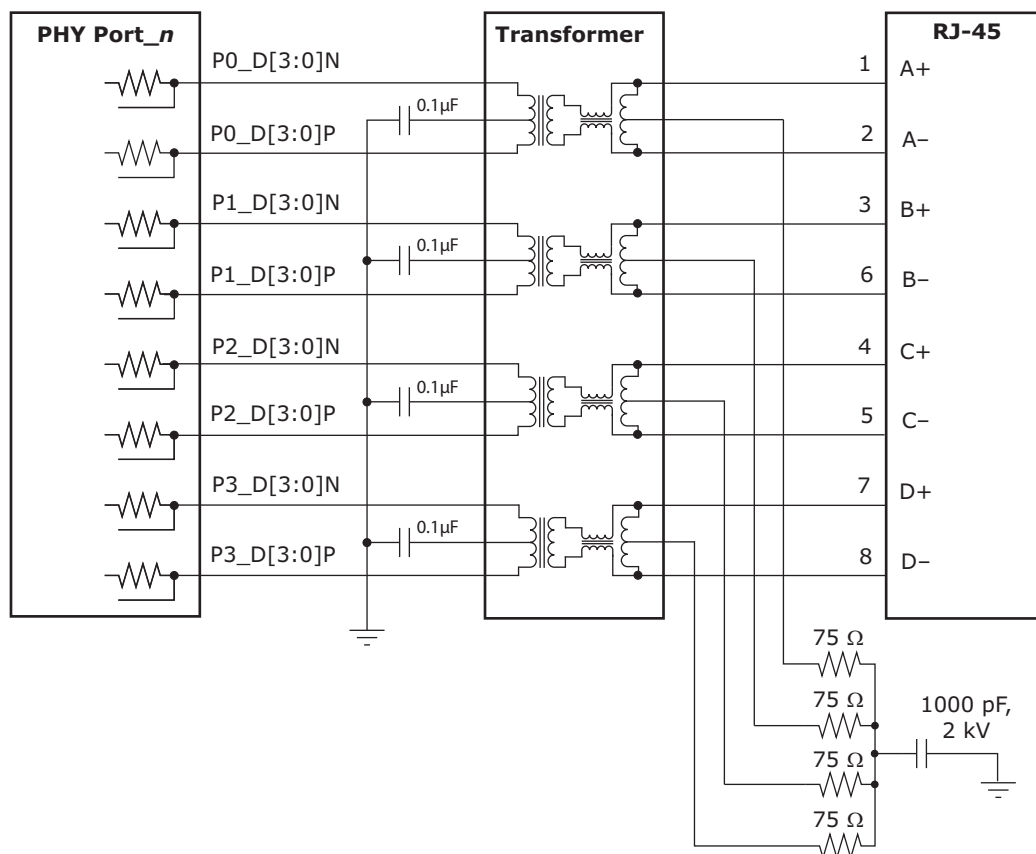 PHY Port_n
Transformer
RJ-45
P0_D[3:0]N
1
A+
0.1µF
P0_D[3:0]P
2
A–
P1_D[3:0]N
3
B+
0.1µF
P1_D[3:0]P
6
B–
P2_D[3:0]N
4
C+
0.1µF
P2_D[3:0]P
5
C–
P3_D[3:0]N
7
D+
0.1µF
P3_D[3:0]P
8
D–
75 Ω
75 Ω
1000 pF,
2 kV
75 Ω
75 Ω